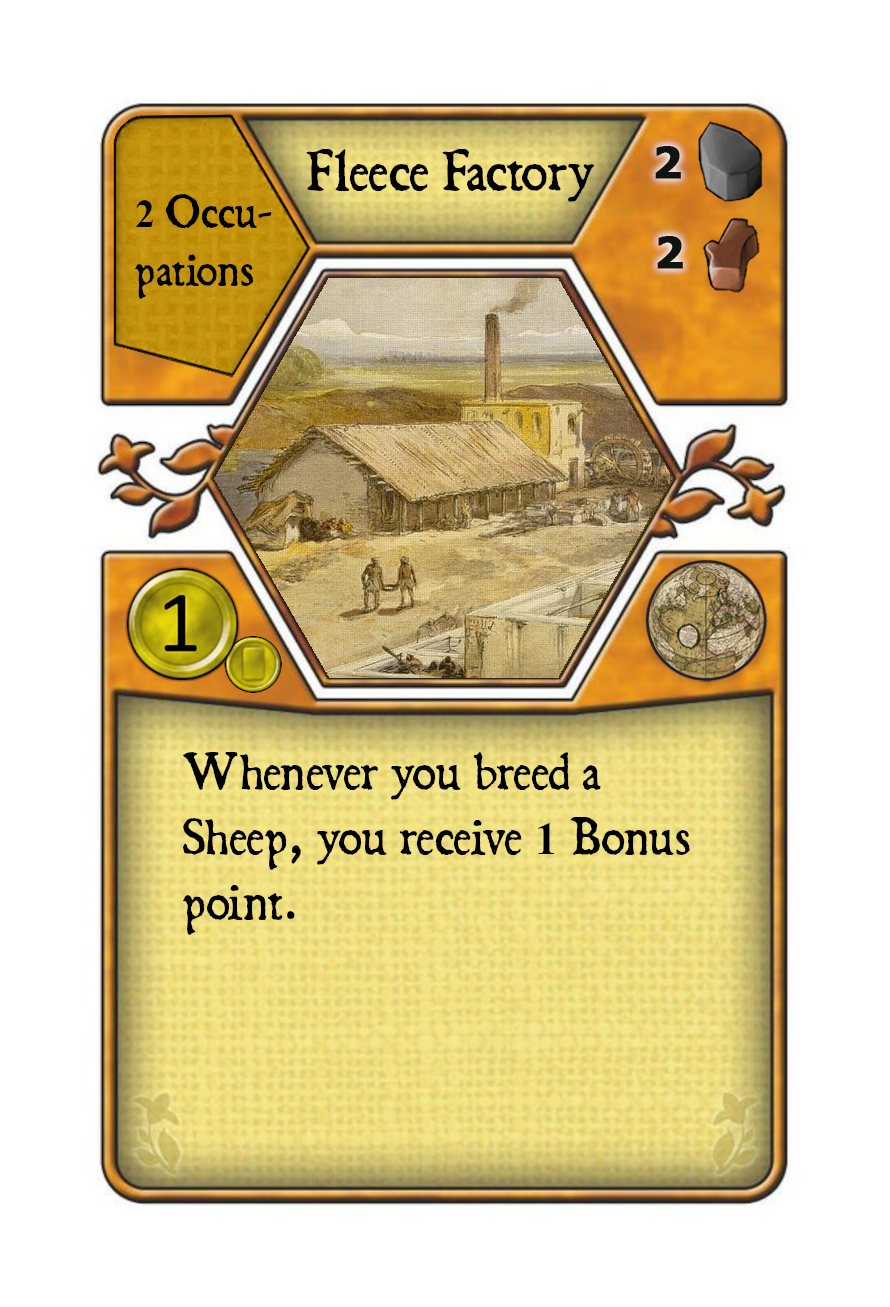 Fleece Factory
2 Occu-
pations
2
2
1
Whenever you breed a
Sheep, you receive 1 Bonus
point.